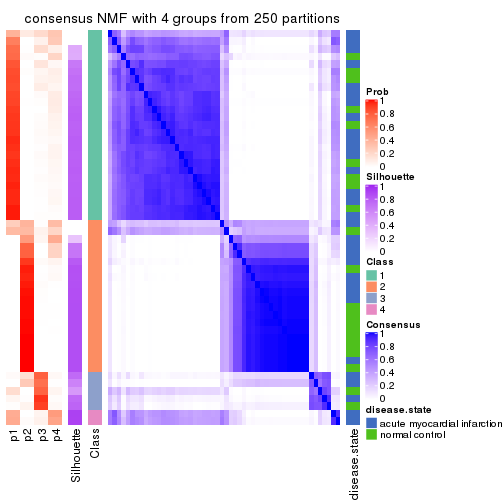 consensus NMF with 4 groups from 250 partitions
Prob
1
0.8
0.6
0.4
0.2
0
Silhouette
1
0.8
0.6
0.4
0.2
0
Class
1
2
3
4
Consensus
1
0.8
0.6
0.4
0.2
0
disease.state
acute myocardial infarction
normal control
p1
p2
p3
p4
Silhouette
Class
disease.state